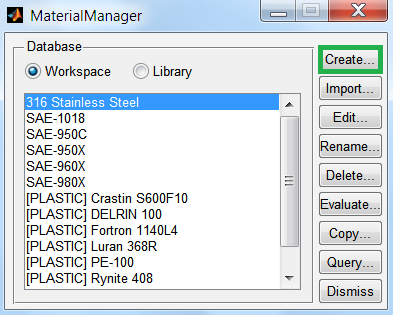 MaterialManager
Database
Workspace
Library
316 Stainless Steel
SAE-1018
SAE-950C
SAE-950X
SAE-960X
SAE-980X
[PLASTIC] Crastin S600F10
[PLASTIC] DELRIN 100
[PLASTIC] Fortron 1140L4
[PLASTIC] Luran 368R
[PLASTIC] PE-100
[PLASTIC] Rynite 408
Create...
Import...
Edit...
Rename...
Delete...
Evaluate...
Copy...
Query...
Dismiss